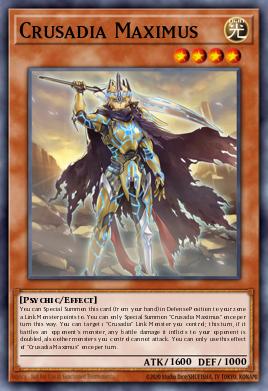 CRUSADIA MAXIMUS
光
[PSYCHIC/EFFECT]
You can Special Summon this card (from your hand) in Defense Position to your zone
a Link Monster points to. You can only Special Summon "Crusadia Maximus" once per
turn this way. You can target 1 "Crusadia" Link Monster you control; this turn, if it
battles an opponent's monster, any battle damage it inflicts to your opponent is
doubled, also other monsters you control cannot attack. You can only use this effect
of "Crusadia Maximus" once per turn.
ATK/1600 DEF/1000
©2020 Studio Dice/SHUEISHA, TV TOKYO, KONAMI